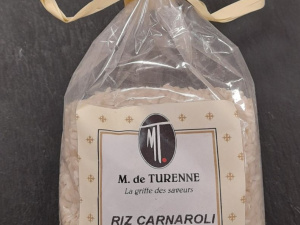 MT.
M. de TURENNE
La griffe des saveurs
RIZ CARNAROLI